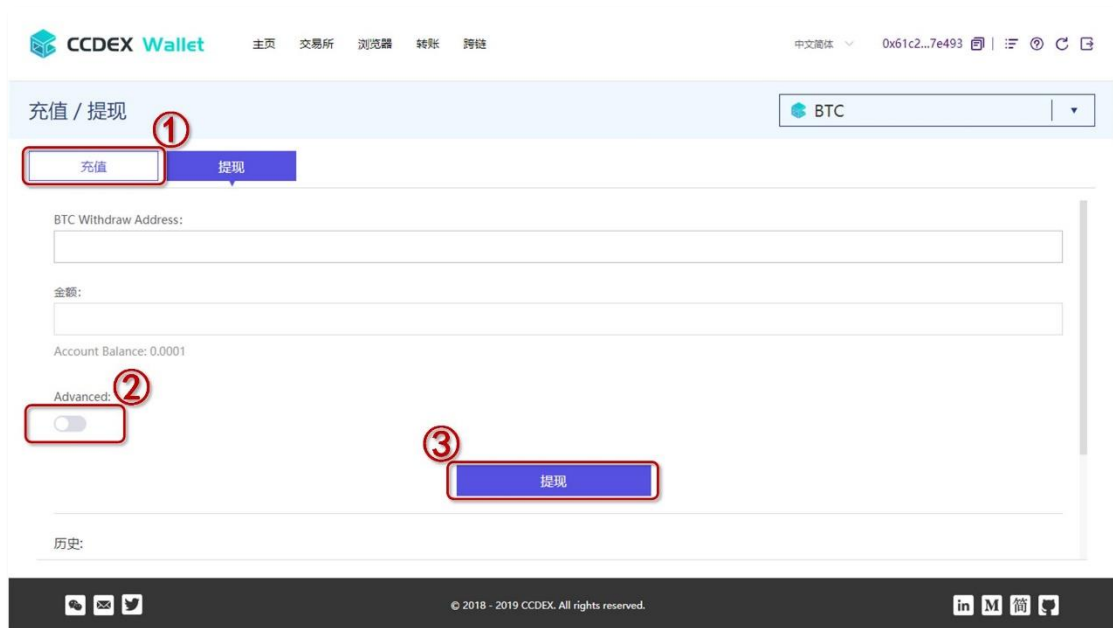 CCDEX Wallet 主页 交易所 浏览器 转账 跨链 中文简体 0x61c2...7e493
充值 / 提现 BTC
①
充值 提现
BTC Withdraw Address:
金额:
Account Balance: 0.0001
②
Advanced:
③
提现
历史:
© 2018 - 2019 CCDEX. All rights reserved. in M 简